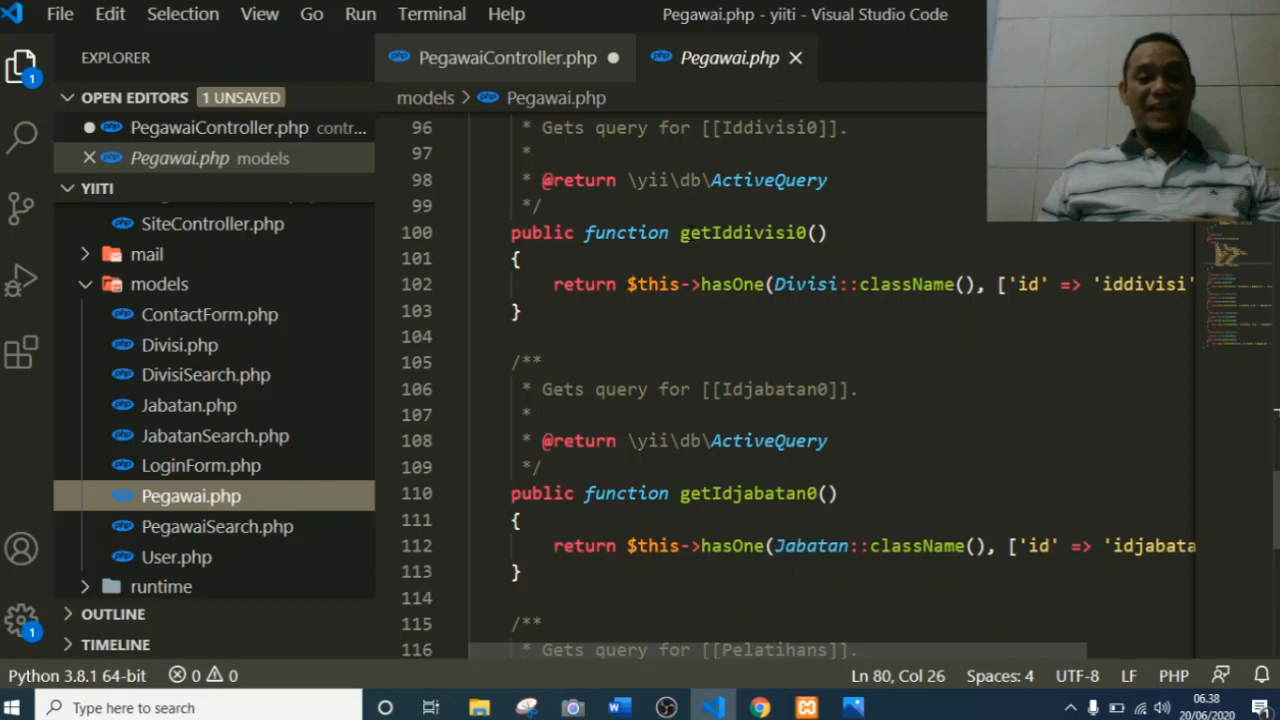 File Edit Selection View Go Run Terminal Help Pegawai.php - yiiti - Visual Studio Code
EXPLORER
OPEN EDITORS 1 UNSAVED
PegawaiController.php contr...
Pegawai.php models
YIITI
SiteController.php
mail
models
ContactForm.php
Divisi.php
DivisiSearch.php
Jabatan.php
JabatanSearch.php
LoginForm.php
Pegawai.php
PegawaiSearch.php
User.php
runtime
OUTLINE
TIMELINE
1
1
PegawaiController.php Pegawai.php
models > Pegawai.php
96 * Gets query for [[Iddivisi0]].
97 *
98 * @return \yii\db\ActiveQuery
99 */
100 public function getIddivisi0()
101 {
102 return $this->hasOne(Divisi::className(), ['id' => 'iddivisi'
103 }
104
105 /**
106 * Gets query for [[Idjabatan0]].
107 *
108 * @return \yii\db\ActiveQuery
109 */
110 public function getIdjabatan0()
111 {
112 return $this->hasOne(Jabatan::className(), ['id' => 'idjabata
113 }
114
115 /**
116 * Gets query for [[Pelatihans]].
Python 3.8.1 64-bit 0 0 Ln 80, Col 26 Spaces: 4 UTF-8 LF PHP
Type here to search
06.38
20/06/2020